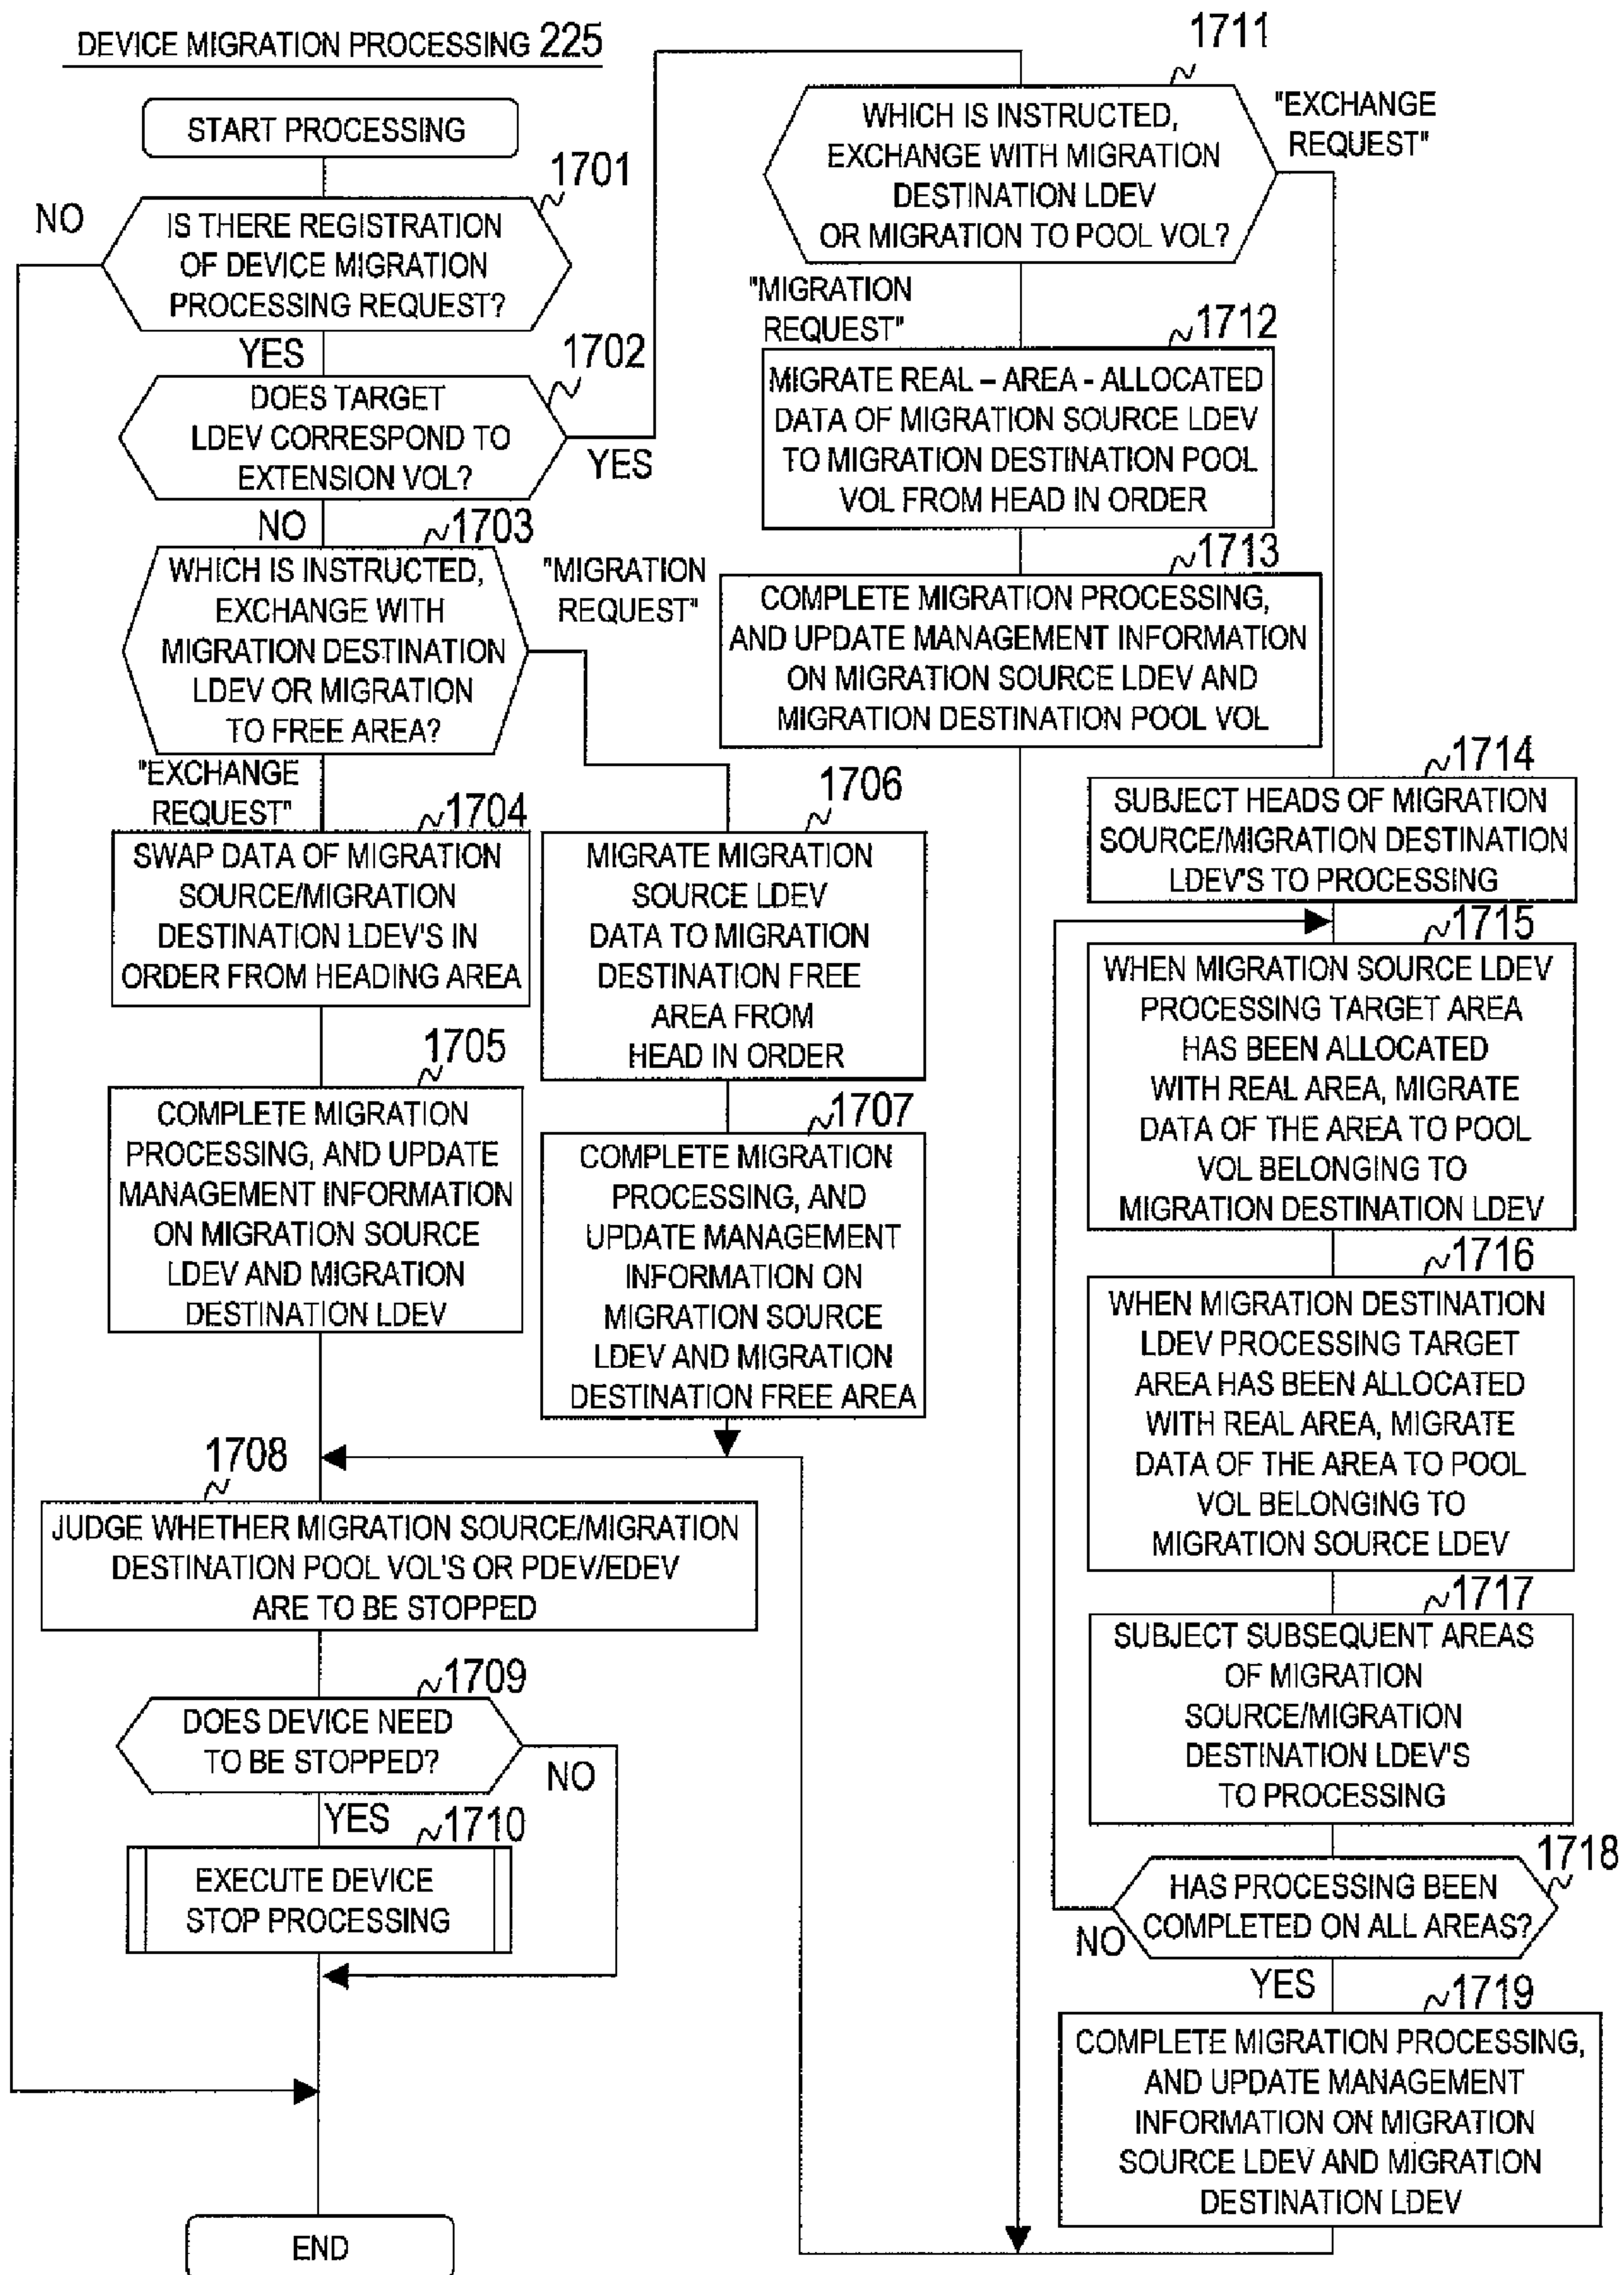 DEVICE MIGRATION PROCESSING 225
START PROCESSING
1701
IS THERE REGISTRATION
OF DEVICE MIGRATION
PROCESSING REQUEST?
NO
YES
1702
DOES TARGET
LDEV CORRESPOND TO
EXTENSION VOL?
YES
NO
1703
WHICH IS INSTRUCTED,
EXCHANGE WITH
MIGRATION DESTINATION
LDEV OR MIGRATION
TO FREE AREA?
"MIGRATION
REQUEST"
"EXCHANGE
REQUEST"
1704
SWAP DATA OF MIGRATION
SOURCE/MIGRATION
DESTINATION LDEV'S IN
ORDER FROM HEADING AREA
1705
COMPLETE MIGRATION
PROCESSING, AND UPDATE
MANAGEMENT INFORMATION
ON MIGRATION SOURCE
LDEV AND MIGRATION
DESTINATION LDEV
1706
MIGRATE MIGRATION
SOURCE LDEV
DATA TO MIGRATION
DESTINATION FREE
AREA FROM
HEAD IN ORDER
1707
COMPLETE MIGRATION
PROCESSING, AND
UPDATE MANAGEMENT
INFORMATION ON
MIGRATION SOURCE
LDEV AND MIGRATION
DESTINATION FREE AREA
1708
JUDGE WHETHER MIGRATION SOURCE/MIGRATION
DESTINATION POOL VOL'S OR PDEV/EDEV
ARE TO BE STOPPED
1709
DOES DEVICE NEED
TO BE STOPPED?
NO
YES
1710
EXECUTE DEVICE
STOP PROCESSING
END
1711
WHICH IS INSTRUCTED,
EXCHANGE WITH MIGRATION
DESTINATION LDEV
OR MIGRATION TO POOL VOL?
"EXCHANGE
REQUEST"
"MIGRATION
REQUEST"
1712
MIGRATE REAL – AREA - ALLOCATED
DATA OF MIGRATION SOURCE LDEV
TO MIGRATION DESTINATION POOL
VOL FROM HEAD IN ORDER
1713
COMPLETE MIGRATION PROCESSING,
AND UPDATE MANAGEMENT INFORMATION
ON MIGRATION SOURCE LDEV AND
MIGRATION DESTINATION POOL VOL
1714
SUBJECT HEADS OF MIGRATION
SOURCE/MIGRATION DESTINATION
LDEV'S TO PROCESSING
1715
WHEN MIGRATION SOURCE LDEV
PROCESSING TARGET AREA
HAS BEEN ALLOCATED
WITH REAL AREA, MIGRATE
DATA OF THE AREA TO POOL
VOL BELONGING TO
MIGRATION DESTINATION LDEV
1716
WHEN MIGRATION DESTINATION
LDEV PROCESSING TARGET
AREA HAS BEEN ALLOCATED
WITH REAL AREA, MIGRATE
DATA OF THE AREA TO POOL
VOL BELONGING TO
MIGRATION SOURCE LDEV
1717
SUBJECT SUBSEQUENT AREAS
OF MIGRATION
SOURCE/MIGRATION
DESTINATION LDEV'S
TO PROCESSING
1718
HAS PROCESSING BEEN
COMPLETED ON ALL AREAS?
NO
YES
1719
COMPLETE MIGRATION PROCESSING,
AND UPDATE MANAGEMENT
INFORMATION ON MIGRATION
SOURCE LDEV AND MIGRATION
DESTINATION LDEV